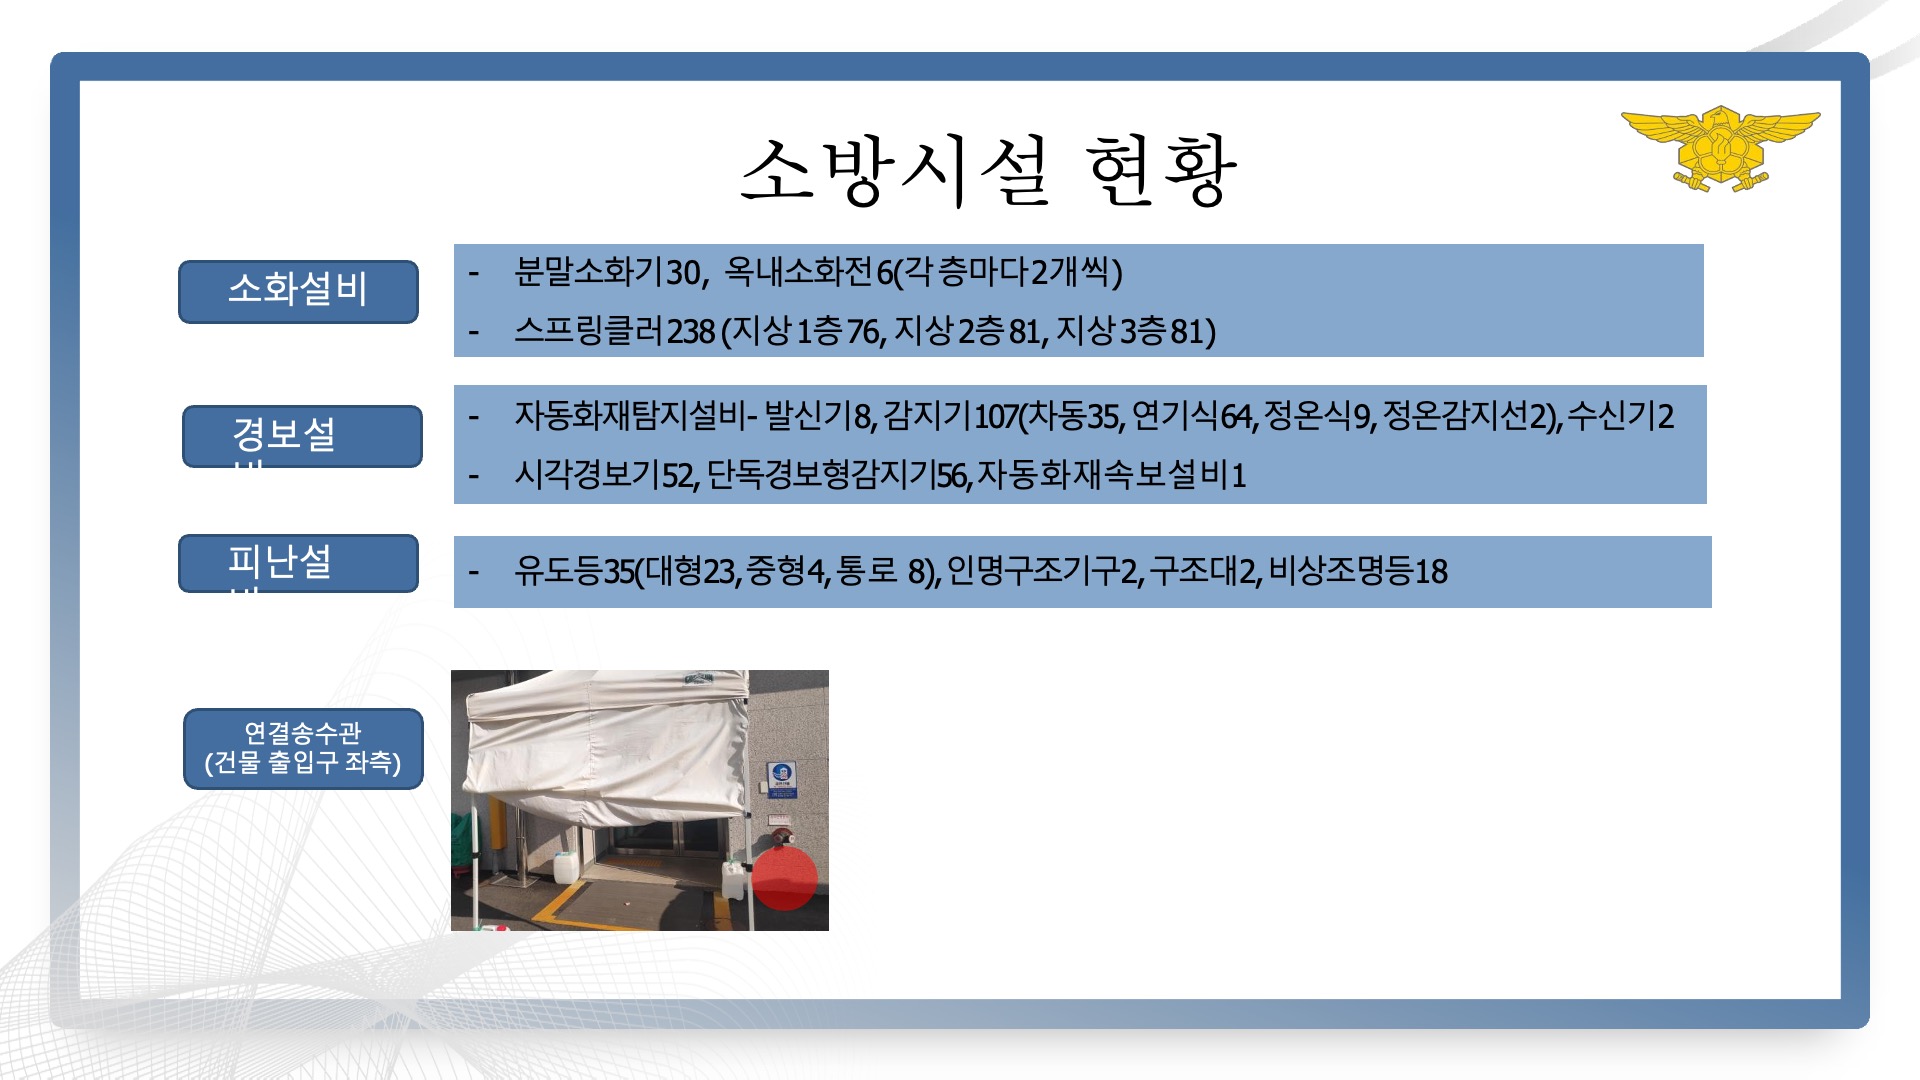 소방시설 현황
소화설비
- 분말소화기30, 옥내소화전6(각 층마다 2개씩)
- 스프링클러238 (지상 1층 76, 지상 2층 81, 지상 3층 81)
경보설
비
- 자동화재탐지설비- 발신기8, 감지기107(차동35, 연기식64, 정온식9, 정온감지선2), 수신기2
- 시각경보기52, 단독경보형감지기56, 자동화재속보설비1
피난설
비
- 유도등35(대형23, 중형4, 통로 8), 인명구조기구2, 구조대2, 비상조명등18
연결송수관
(건물 출입구 좌측)